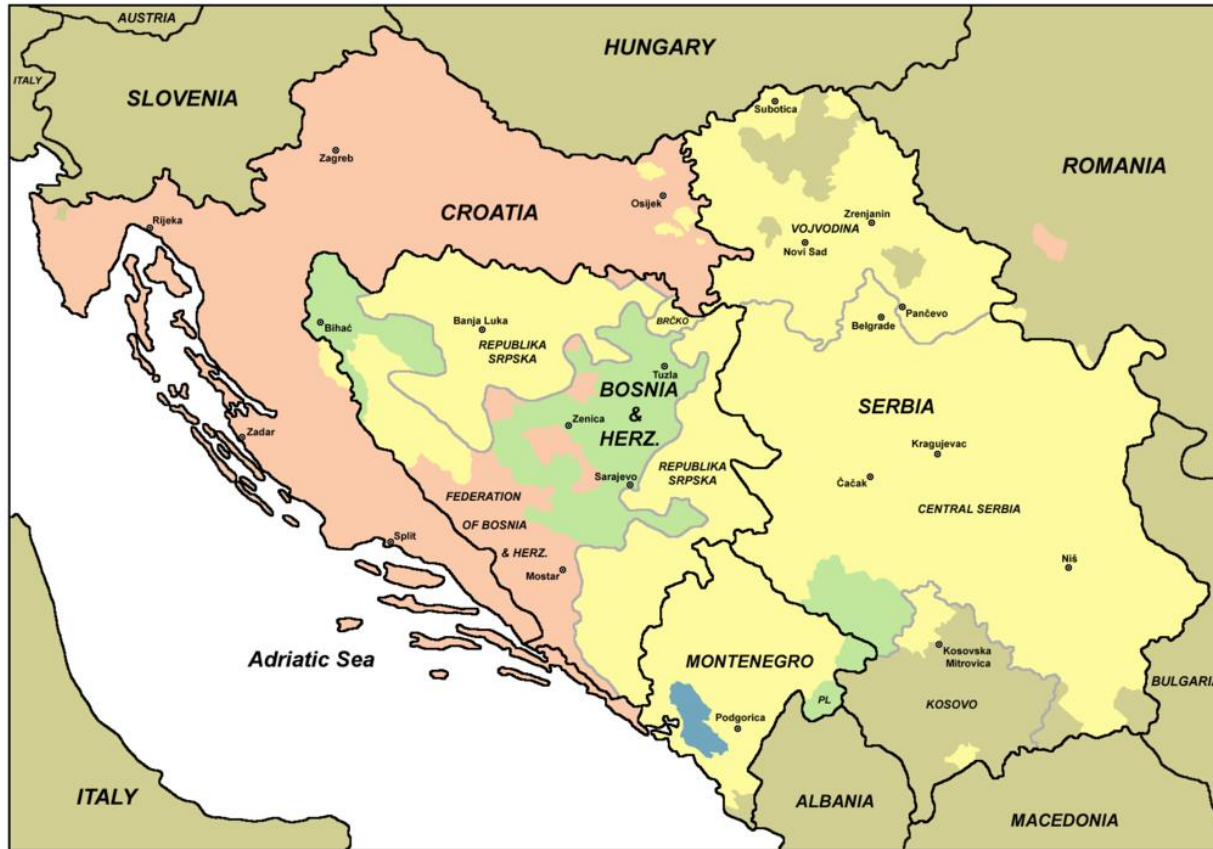 AUSTRIA
HUNGARY
ITALY
SLOVENIA
Subotica
Zagreb
ROMANIA
Osijek
CROATIA
Rijeka
Zrenjanin
VOJVODINA
Novi Sad
Pančevo
Belgrade
BRČKO
Bihać
Banja Luka
REPUBLIKA
SRPSKA
Tuzla
BOSNIA
&
HERZ.
SERBIA
Zenica
Zadar
Kragujevac
REPUBLIKA
SRPSKA
Čačak
Sarajevo
FEDERATION
OF BOSNIA
& HERZ.
CENTRAL SERBIA
Split
Niš
Mostar
Adriatic Sea
MONTENEGRO
Kosovska
Mitrovica
BULGARIA
PL
KOSOVO
Podgorica
ITALY
ALBANIA
MACEDONIA